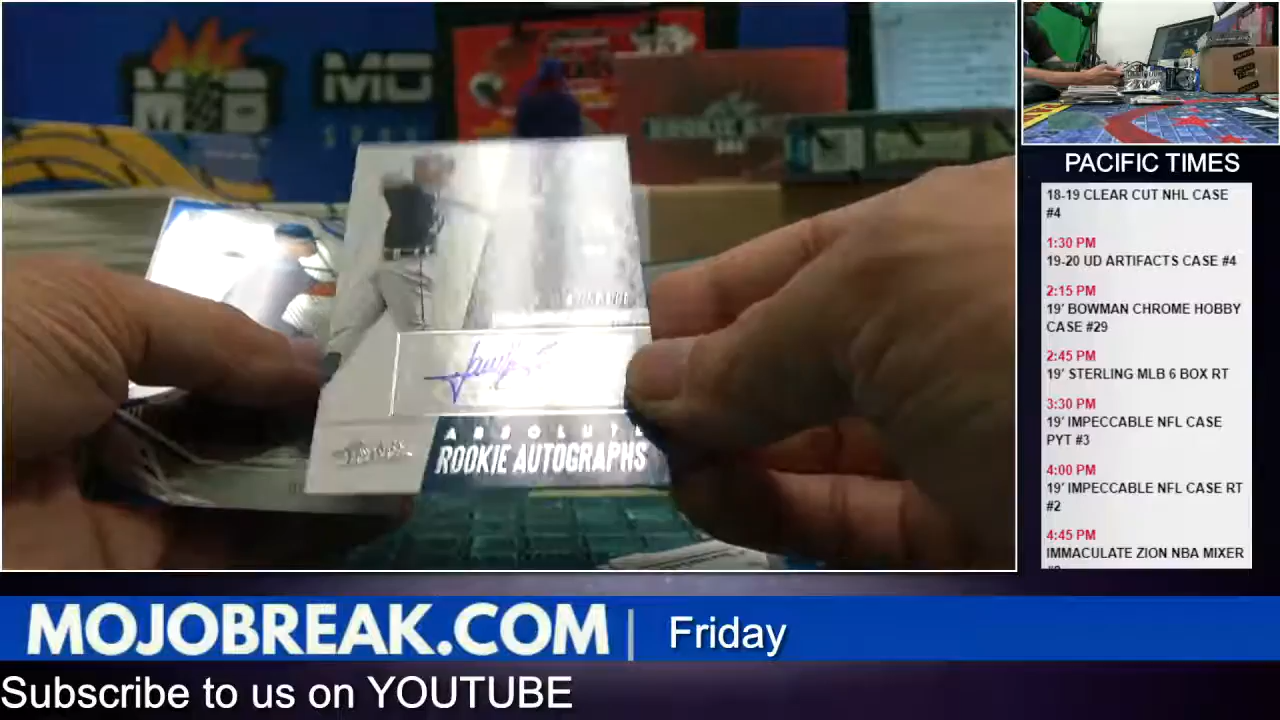 MOJO
MO
ABSOLUTE
ROOKIE AUTOGRAPHS
PACIFIC TIMES
18-19 CLEAR CUT NHL CASE
#4
1:30 PM
19-20 UD ARTIFACTS CASE #4
2:15 PM
19' BOWMAN CHROME HOBBY
CASE #29
2:45 PM
19' STERLING MLB 6 BOX RT
3:30 PM
19' IMPECCABLE NFL CASE
PYT #3
4:00 PM
19' IMPECCABLE NFL CASE RT
#2
4:45 PM
IMMACULATE ZION NBA MIXER
MOJOBREAK.COM | Friday
Subscribe to us on YOUTUBE